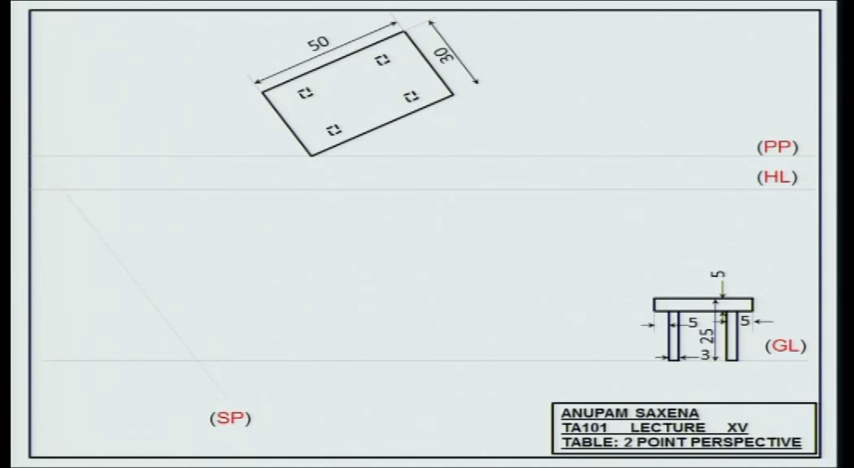 50
30
(PP)
(HL)
5
5
5
25
3
(GL)
(SP)
ANUPAM SAXENA
TA101 LECTURE XV
TABLE: 2 POINT PERSPECTIVE